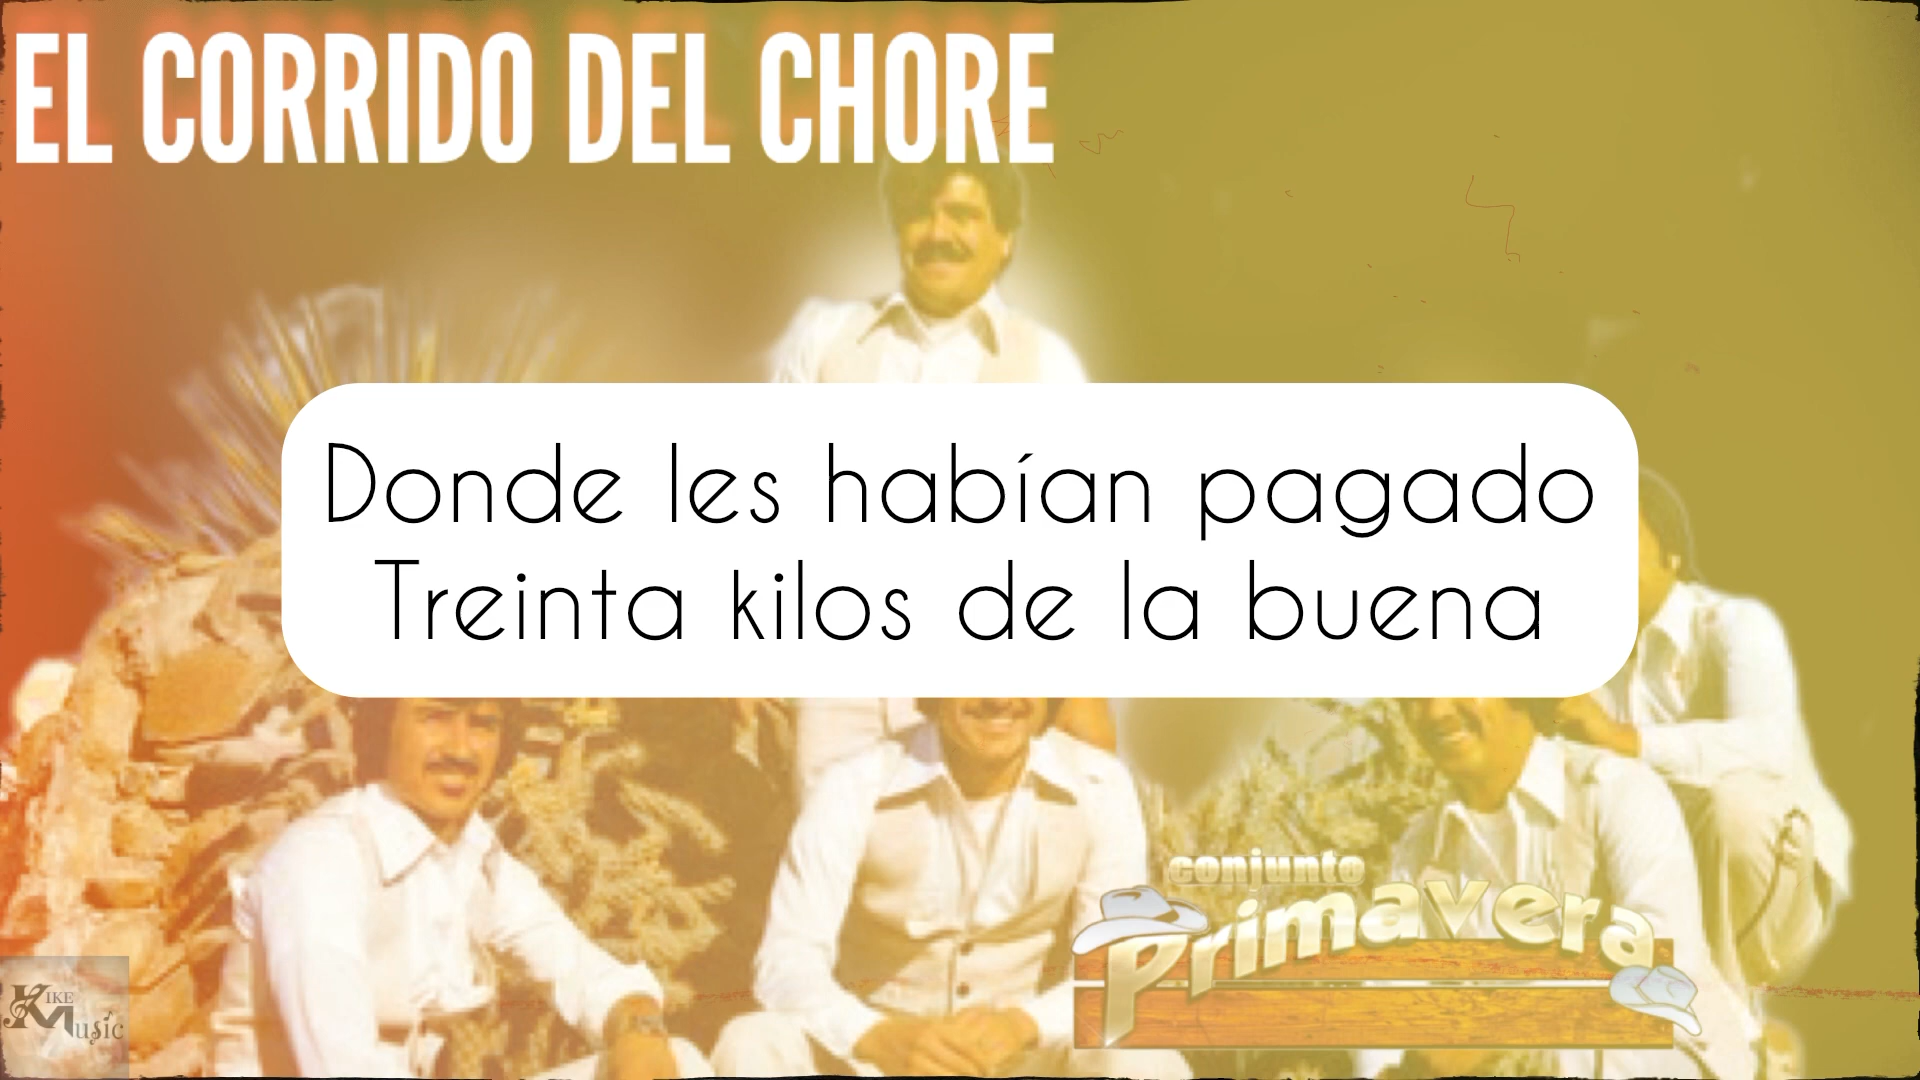 EL CORRIDO DEL CHORE
Donde les habían pagado
Treinta kilos de la buena
conjunto
Primavera
KIKE
Music